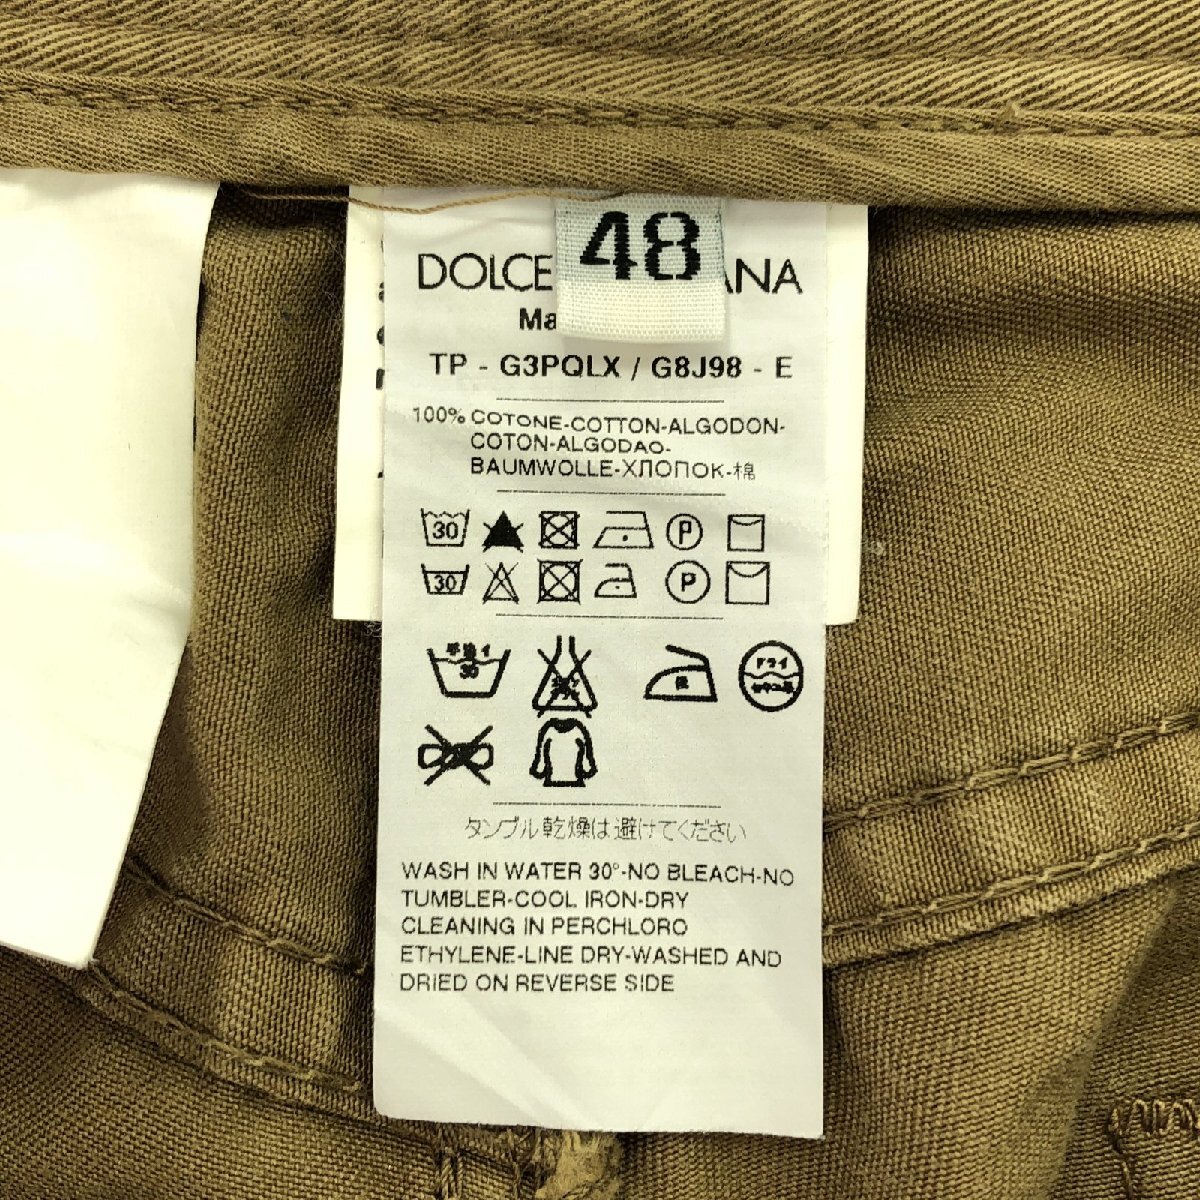 48
DOLCE ANA
Ma
TP - G3PQLX / G8J98 - E
100% COTONE-COTTON-ALGODON-
COTON-ALGODAO-
BAUMWOLLE-ХЛОПОК-棉
30 P
30 P
手洗イ 30 ドライ
タンブル乾燥は避けてください
WASH IN WATER 30°-NO BLEACH-NO
TUMBLER-COOL IRON-DRY
CLEANING IN PERCHLORO
ETHYLENE-LINE DRY-WASHED AND
DRIED ON REVERSE SIDE